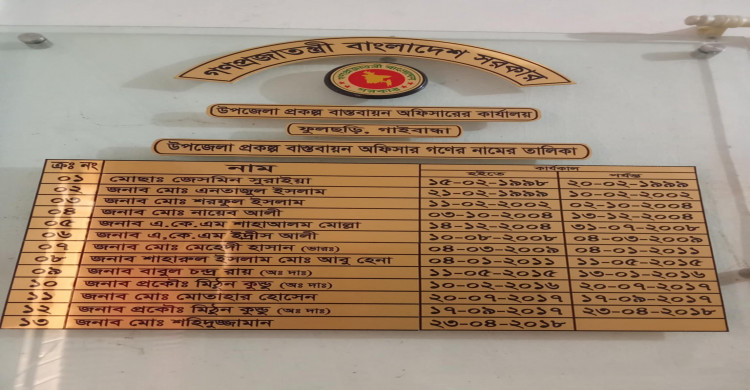 গণপ্রজাতন্ত্রী বাংলাদেশ সরকার
উপজেলা প্রকল্প বাস্তবায়ন অফিসারের কার্যালয়
ফুলছড়ি, গাইবান্ধা
উপজেলা প্রকল্প বাস্তবায়ন অফিসার গণের নামের তালিকা
ক্রঃ নং নাম কার্যকাল
হইতে পর্যন্ত
০১ মোছাঃ জেসমিন সুরাইয়া ১৫-০২-১৯৯৮ ২০-০২-১৯৯৯
০২ জনাব মোঃ এনতাজুল ইসলাম ২১-০২-১৯৯৯ ১০-০২-২০০২
০৩ জনাব মোঃ শরফুল ইসলাম ১১-০২-২০০২ ০২-১০-২০০৪
০৪ জনাব মোঃ নায়েব আলী ০৩-১০-২০০৪ ১৩-১২-২০০৪
০৫ জনাব এ.কে.এম শাহাআলম মোল্লা ১৪-১২-২০০৪ ৩১-০৭-২০০৮
০৬ জনাব এ.কে.এম ইদ্রীস আলী ১০-০৮-২০০৮ ০৪-০৩-২০০৯
০৭ জনাব মোঃ মেহেদী হাসান (ভারঃ) ০৪-০৩-২০০৯ ০৪-০১-২০১১
০৮ জনাব শাহারুল ইসলাম মোঃ আবু হেনা ০৪-০১-২০১১ ১১-০৫-২০১৫
০৯ জনাব বাবুল চন্দ্র রায় (অঃ দাঃ) ১১-০৫-২০১৫ ১৩-০১-২০১৬
১০ জনাব প্রকৌঃ মিঠুন কুন্ডু (অঃ দাঃ) ১০-০২-২০১৬ ২০-০৭-২০১৭
১১ জনাব মোঃ মোতাহার হোসেন ২০-০৭-২০১৭ ১৭-০৯-২০১৭
১২ জনাব প্রকৌঃ মিঠুন কুন্ডু (অঃ দাঃ) ১৭-০৯-২০১৭ ২৩-০৪-২০১৮
১৩ জনাব মোঃ শহিদুজ্জামান ২৩-০৪-২০১৮